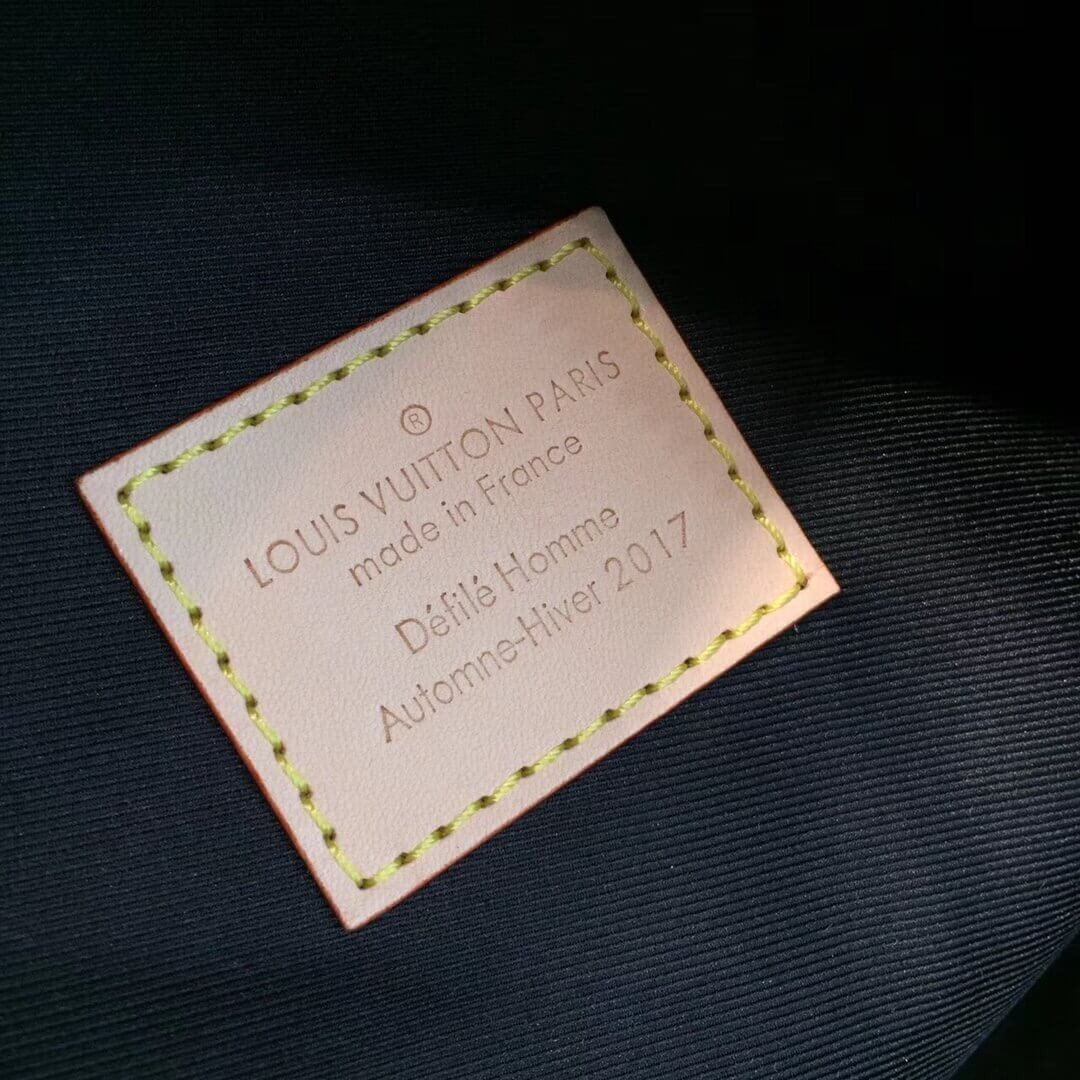 ®
LOUIS VUITTON PARIS
made in France
Défilé Homme
Automne-Hiver 2017